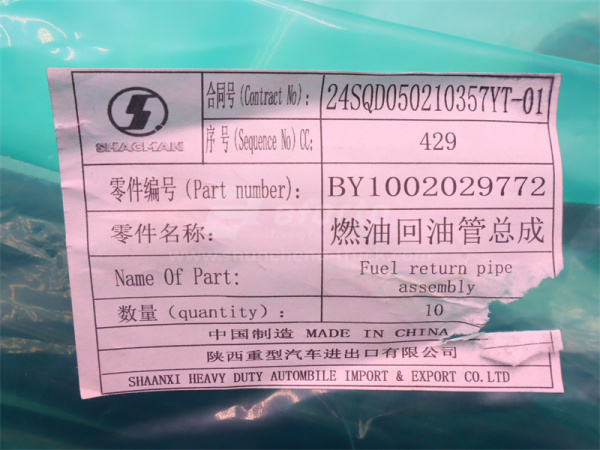 SHACMAN
合同号(Contract No): 24SQD050210357YT-01
序号(Sequence No)CC: 429
零件编号(Part number): BY1002029772
零件名称: 燃油回油管总成
Name Of Part: Fuel return pipe
assembly
数量(quantity): 10
中国制造 MADE IN CHINA
陕西重型汽车进出口有限公司
SHAANXI HEAVY DUTY AUTOMBILE IMPORT & EXPORT CO.LTD